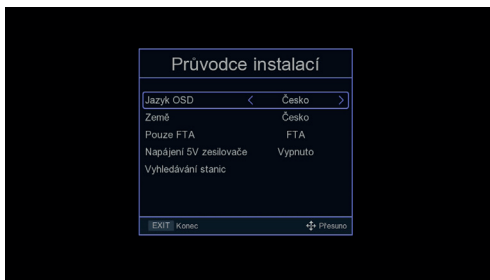 Průvodce instalací
Jazyk OSD < Česko >
Země Česko
Pouze FTA FTA
Napájení 5V zesilovače Vypnuto
Vyhledávání stanic
EXIT Konec Přesuno